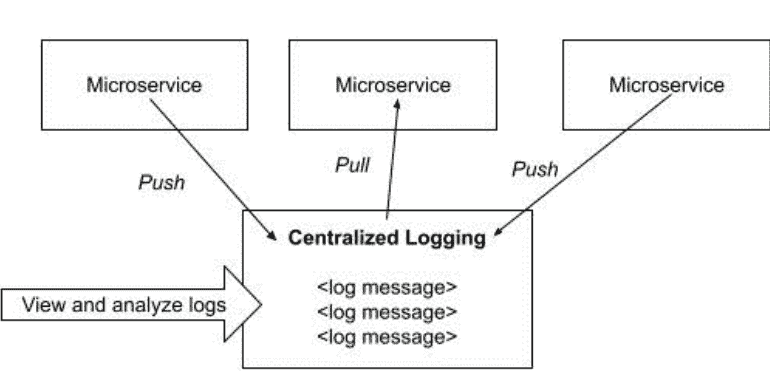 Microservice
Microservice
Microservice
Push
Pull
Push
Centralized Logging
View and analyze logs
<log message>
<log message>
<log message>